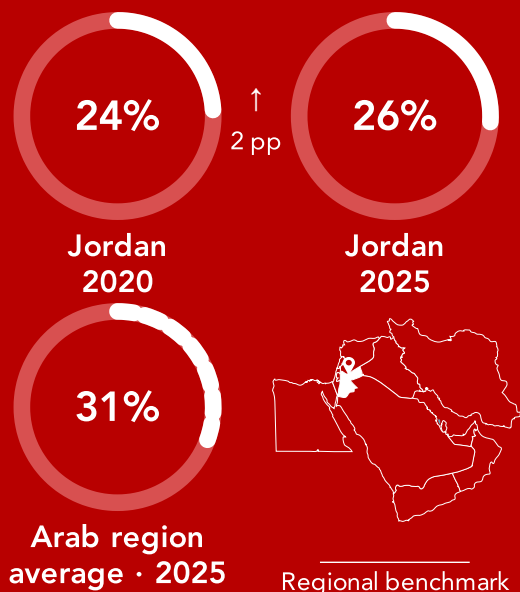 24%
↑
2 pp
26%
Jordan
2020
Jordan
2025
31%
Arab region
average · 2025
Regional benchmark